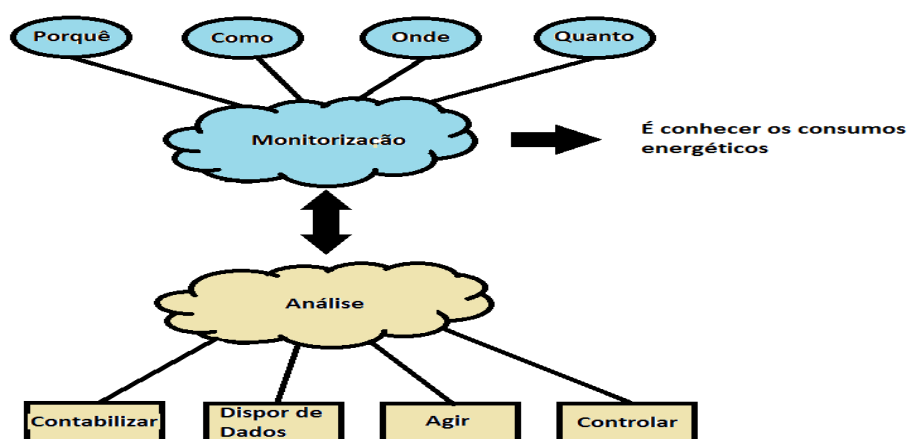 Porquê
Como
Onde
Quanto
Monitorização
É conhecer os consumos
energéticos
Análise
Contabilizar
Dispor de
Dados
Agir
Controlar